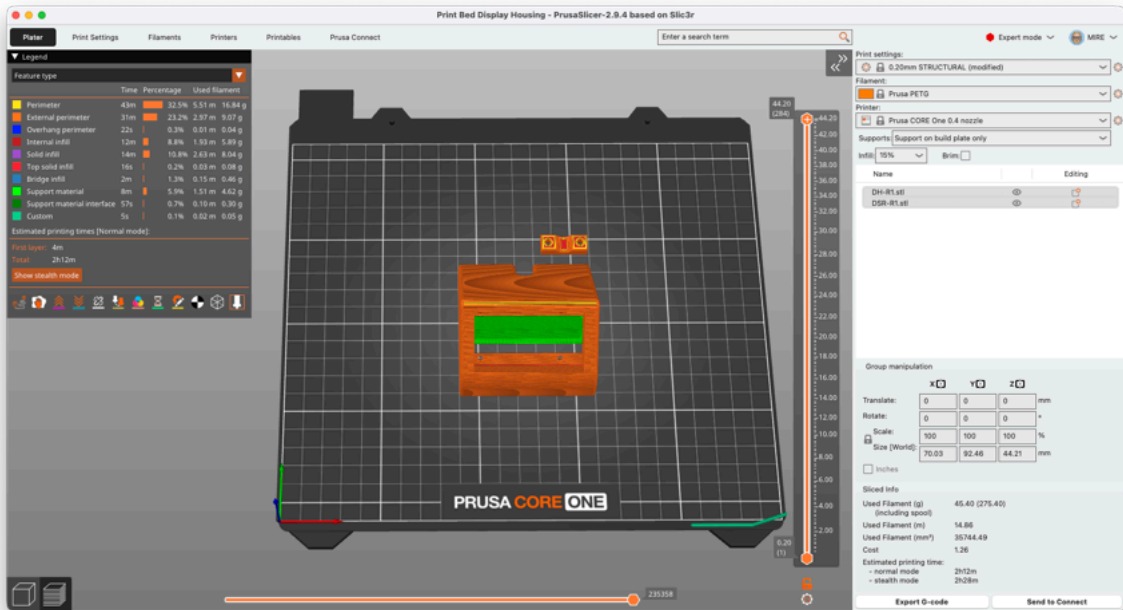 Print Bed Display Housing - PrusaSlicer-2.9.4 based on Slic3r
Plater Print Settings Filaments Printers Printables Prusa Connect Enter a search term Expert mode MIRE
Legend
Feature type
Time Percentage Used filament
Perimeter 43m 32.5% 5.51 m 16.84 g
External perimeter 31m 23.2% 2.97 m 9.07 g
Overhang perimeter 22s 0.3% 0.01 m 0.04 g
Internal infill 12m 8.8% 1.93 m 5.89 g
Solid infill 14m 10.8% 2.63 m 8.04 g
Top solid infill 16s 0.2% 0.03 m 0.08 g
Bridge infill 2m 1.3% 0.15 m 0.46 g
Support material 8m 5.9% 1.51 m 4.62 g
Support material interface 57s 0.7% 0.10 m 0.30 g
Custom 5s 0.1% 0.02 m 0.05 g
Estimated printing times [Normal mode]:
First layer: 4m
Total: 2h12m
Show stealth mode
44.20
(284)
44.20
42.00
40.00
38.00
36.00
34.00
32.00
30.00
28.00
26.00
24.00
22.00
20.00
18.00
16.00
14.00
12.00
10.00
8.00
6.00
4.00
2.00
0.20
(1)
PRUSA CORE ONE
235358
Print settings:
0.20mm STRUCTURAL (modified)
Filament:
Prusa PETG
Printer:
Prusa CORE One 0.4 nozzle
Supports: Support on build plate only
Infill: 15% Brim:
Name Editing
DH-R1.stl
DSR-R1.stl
Group manipulation
X Y Z
Translate: 0 0 0 mm
Rotate: 0 0 0 °
Scale: 100 100 100 %
Size [World]: 70.03 92.46 44.21 mm
Inches
Sliced Info
Used Filament (g) 45.40 (275.40)
(including spool)
Used Filament (m) 14.86
Used Filament (mm³) 35744.49
Cost 1.26
Estimated printing time:
- normal mode 2h12m
- stealth mode 2h28m
Export G-code Send to Connect